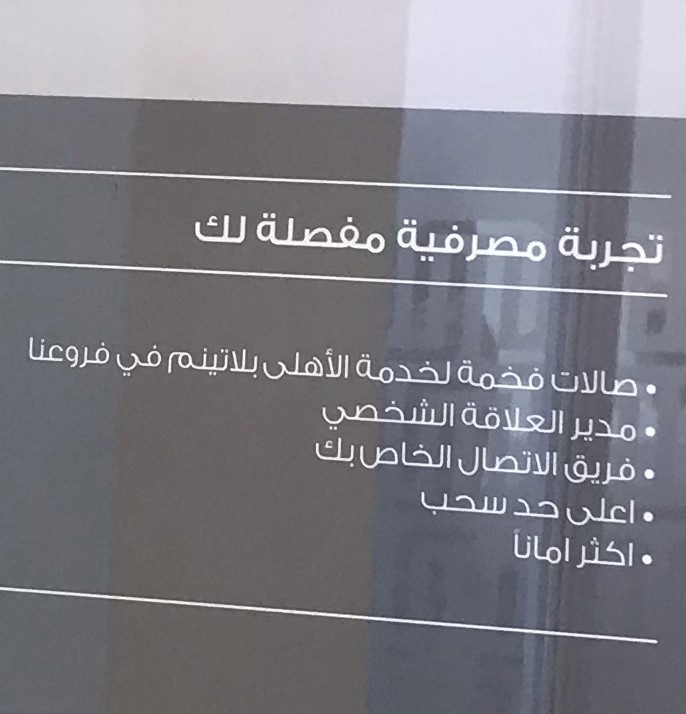 تجربة مصرفية مفصلة لك
• صالات فخمة لخدمة الأهلي بلاتينم في فروعنا
• مدير العلاقة الشخصي
• فريق الاتصال الخاص بك
• اعلى حد سحب
• اكثر اماناً